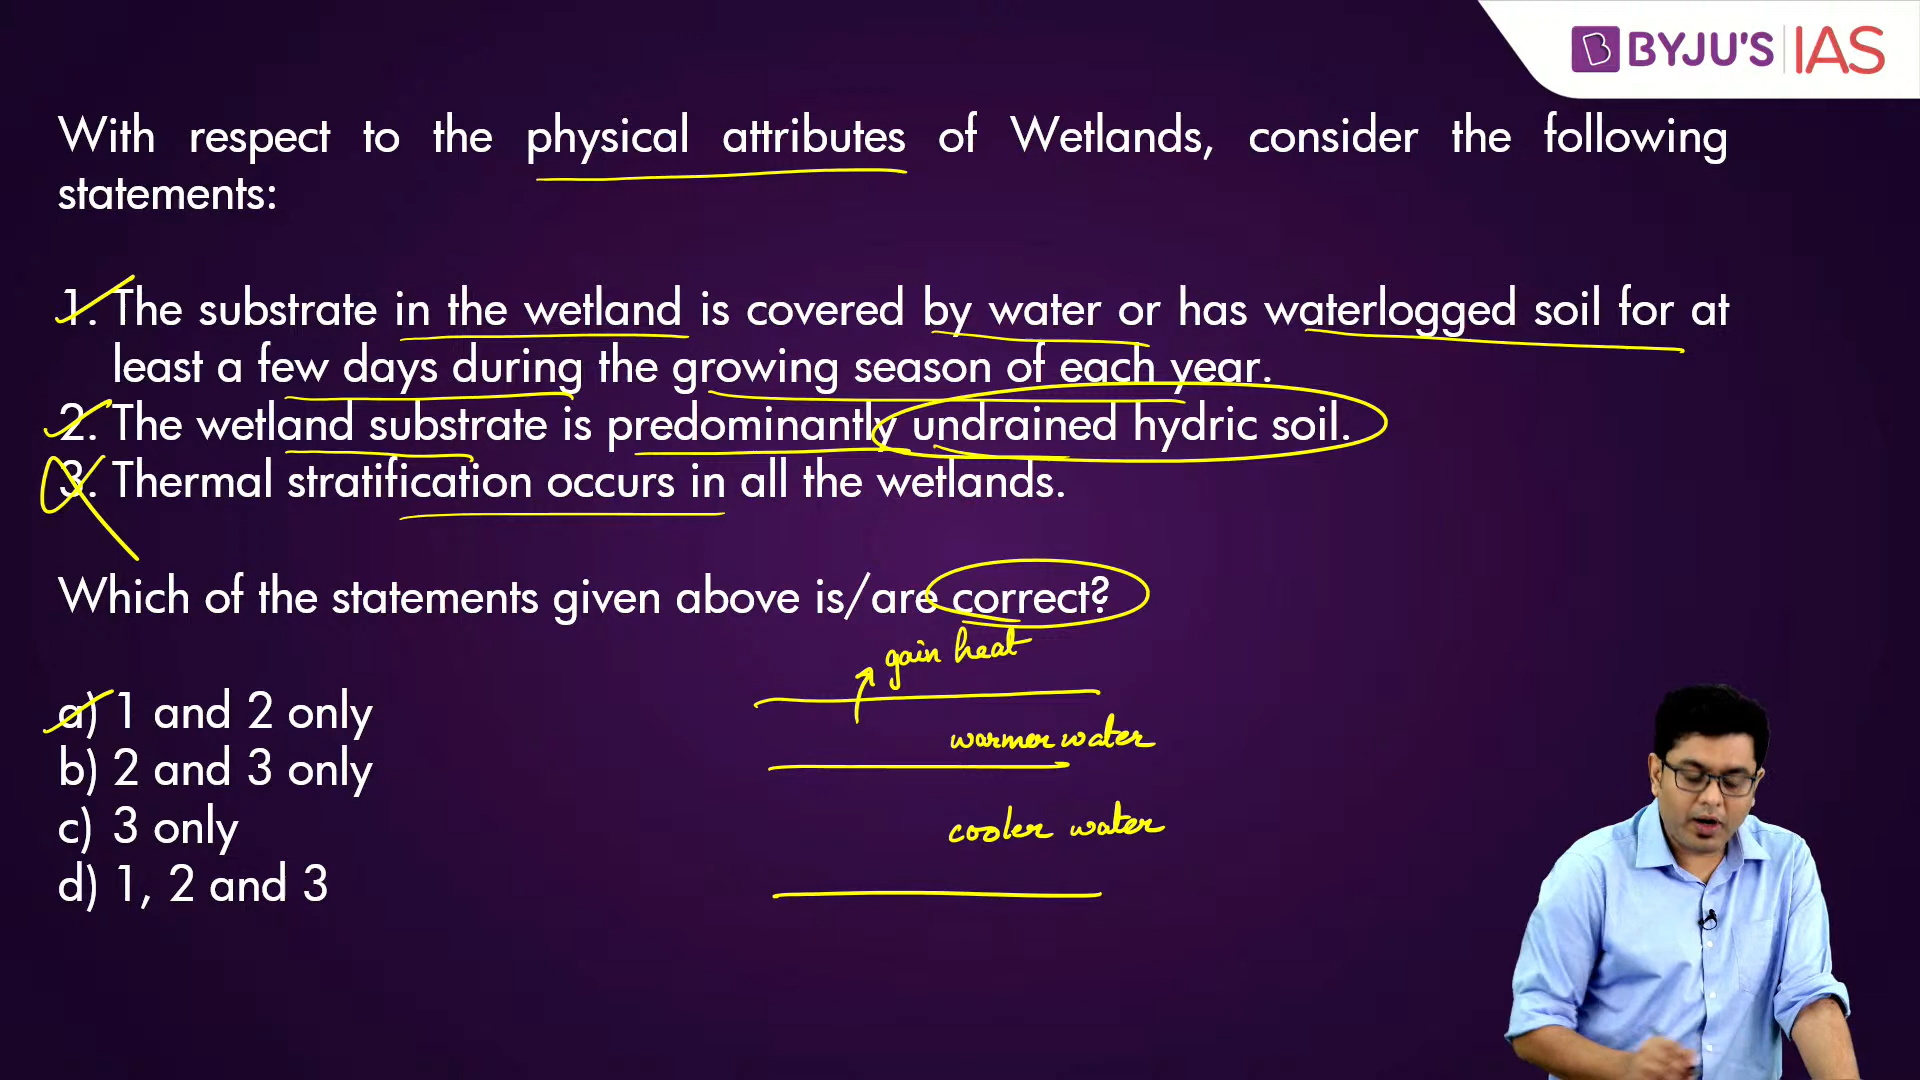 BYJU'S IAS
With respect to the physical attributes of Wetlands, consider the following
statements:
1. The substrate in the wetland is covered by water or has waterlogged soil for at
least a few days during the growing season of each year.
2. The wetland substrate is predominantly undrained hydric soil.
3. Thermal stratification occurs in all the wetlands.
Which of the statements given above is/are correct?
gain heat
a) 1 and 2 only
warmer water
b) 2 and 3 only
cooler water
c) 3 only
d) 1, 2 and 3